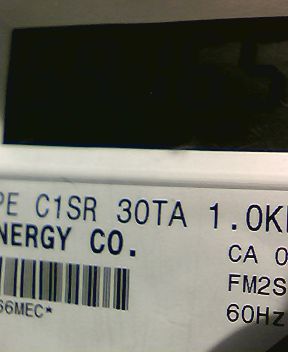 PE C1SR 30TA 1.0K
NERGY CO.
CA 0
FM2S
66MEC*
60Hz